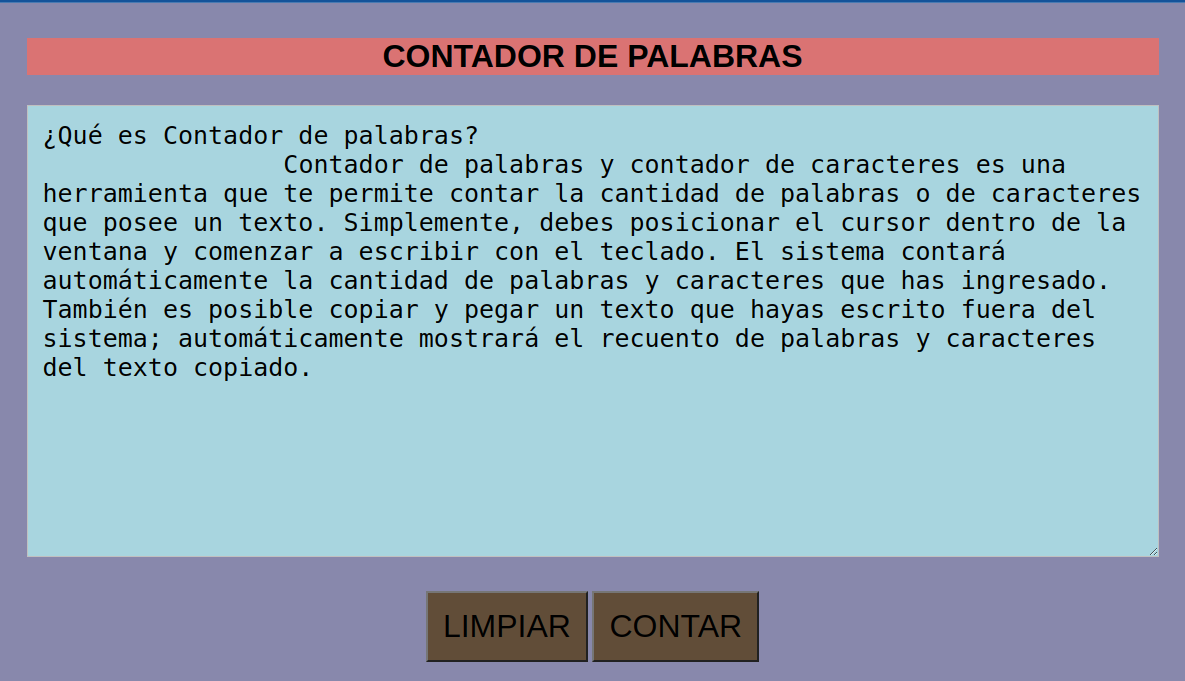 CONTADOR DE PALABRAS
¿Qué es Contador de palabras?
Contador de palabras y contador de caracteres es una
herramienta que te permite contar la cantidad de palabras o de caracteres
que posee un texto. Simplemente, debes posicionar el cursor dentro de la
ventana y comenzar a escribir con el teclado. El sistema contará
automáticamente la cantidad de palabras y caracteres que has ingresado.
También es posible copiar y pegar un texto que hayas escrito fuera del
sistema; automáticamente mostrará el recuento de palabras y caracteres
del texto copiado.
LIMPIAR CONTAR